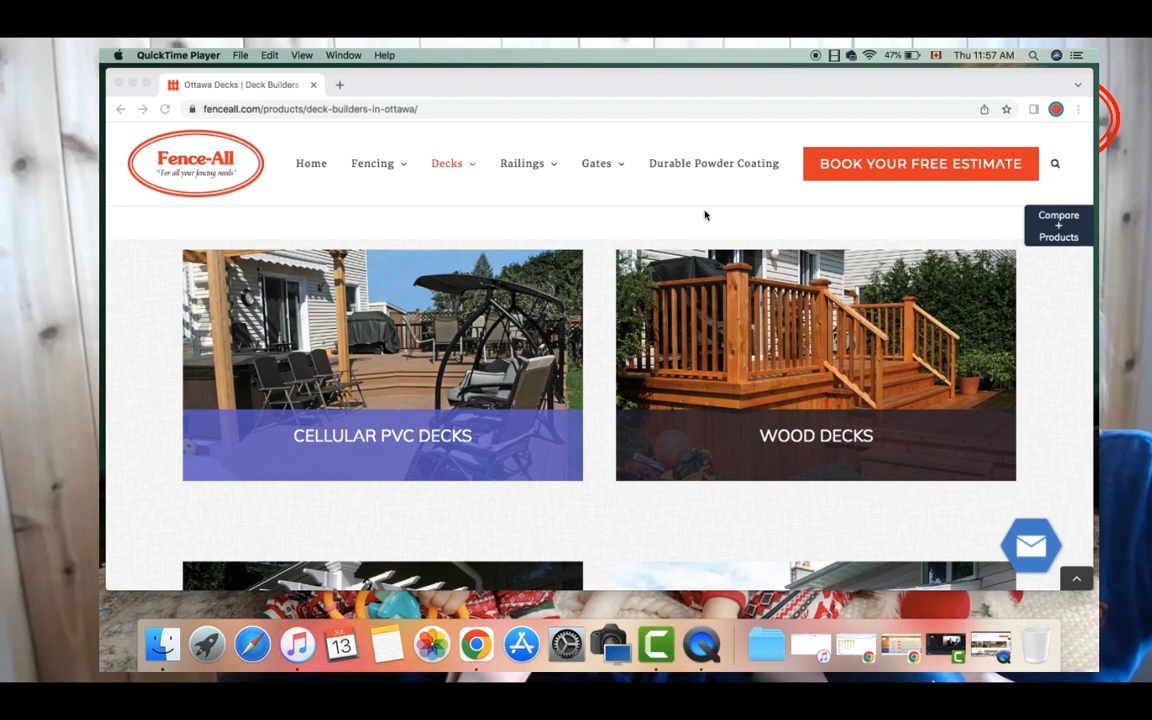 QuickTime Player File Edit View Window Help 47% Thu 11:57 AM
Ottawa Decks | Deck Builders
fenceall.com/products/deck-builders-in-ottawa/
Fence-All
"For all your fencing needs"
Home Fencing Decks Railings Gates Durable Powder Coating BOOK YOUR FREE ESTIMATE
Compare
+
Products
CELLULAR PVC DECKS WOOD DECKS
JUL
13